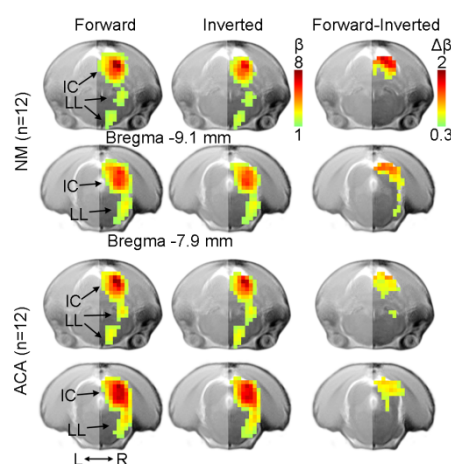 Forward Inverted Forward-Inverted
β
8
1
Δβ
2
0.3
NM (n=12)
IC
LL
Bregma -9.1 mm
IC
LL
Bregma -7.9 mm
ACA (n=12)
IC
LL
IC
LL
L R